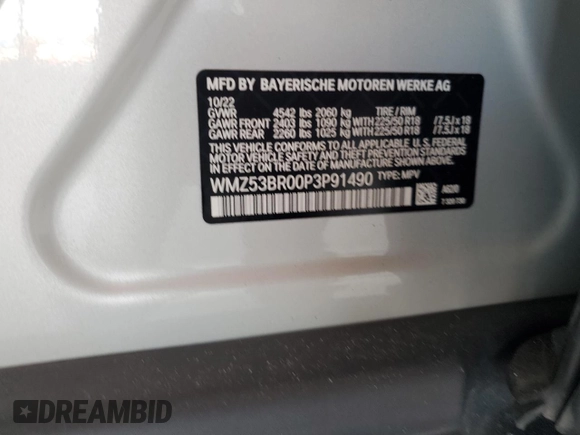 MFD BY BAYERISCHE MOTOREN WERKE AG
10/22
GVWR 4542 lbs 2060 kg TIRE / RIM
GAWR FRONT 2403 lbs 1090 kg WITH 225/50 R18 /7.5J x 18
GAWR REAR 2260 lbs 1025 kg WITH 225/50 R18 /7.5J x 18
THIS VEHICLE CONFORMS TO ALL APPLICABLE U.S. FEDERAL
MOTOR VEHICLE SAFETY, BUMPER, AND THEFT PREVENTION
STANDARDS IN EFFECT ON THE DATE OF MANUFACTURE
SHOWN ABOVE.
WMZ53BR00P3P91490 TYPE: MPV
DREAMBID